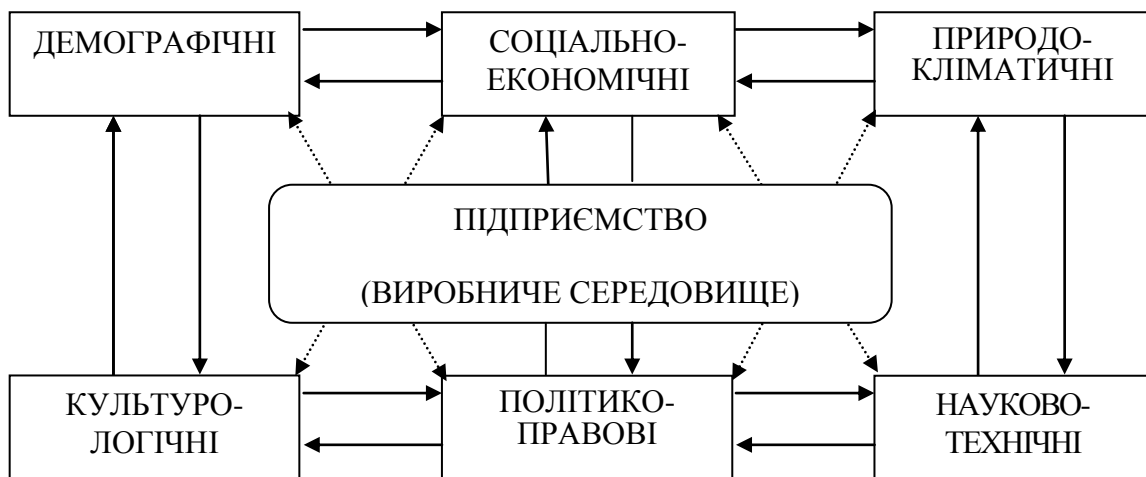 ДЕМОГРАФІЧНІ
СОЦІАЛЬНО-
ЕКОНОМІЧНІ
ПРИРОДО-
КЛІМАТИЧНІ
ПІДПРИЄМСТВО
(ВИРОБНИЧЕ СЕРЕДОВИЩЕ)
КУЛЬТУРО-
ЛОГІЧНІ
ПОЛІТИКО-
ПРАВОВІ
НАУКОВО-
ТЕХНІЧНІ